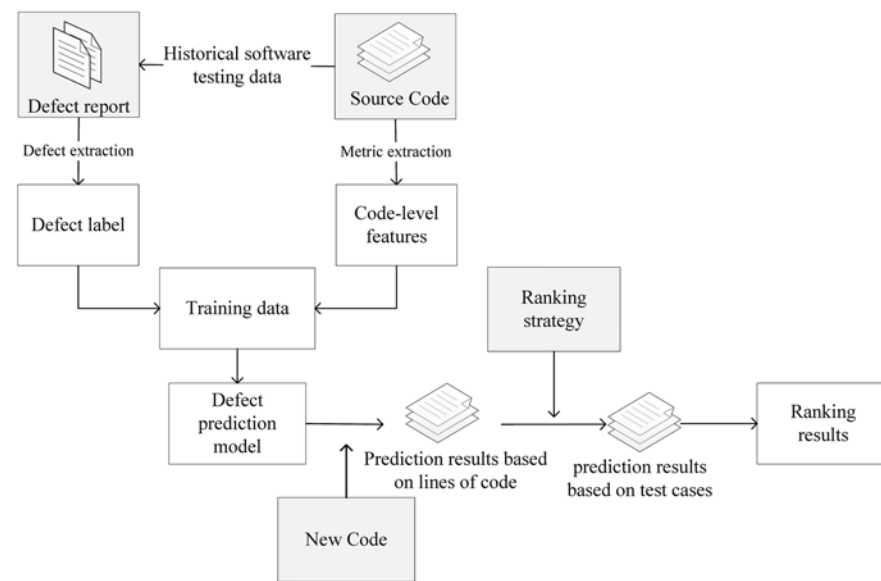 Historical software
testing data
Defect report
Source Code
Defect extraction
Metric extraction
Defect label
Code-level
features
Training data
Ranking
strategy
Defect
prediction
model
Prediction results based
on lines of code
prediction results
based on test cases
Ranking
results
New Code